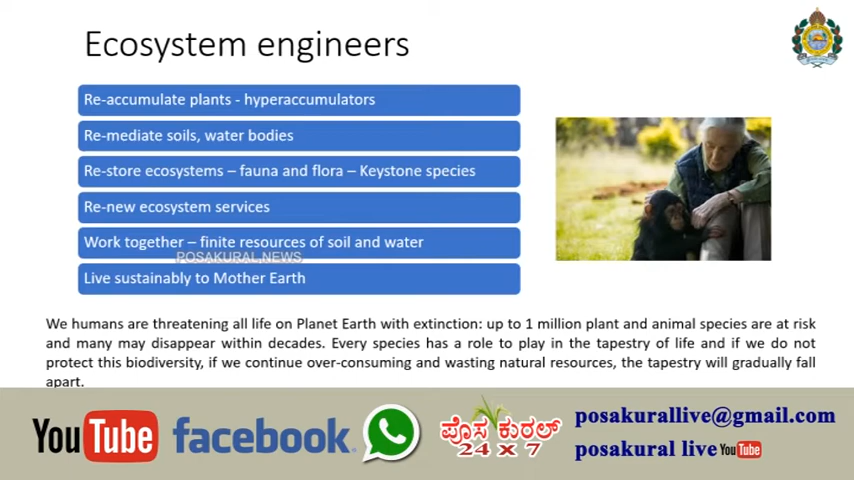 Ecosystem engineers
Re-accumulate plants - hyperaccumulators
Re-mediate soils, water bodies
Re-store ecosystems – fauna and flora – Keystone species
Re-new ecosystem services
Work together – finite resources of soil and water
POSAKURAL NEWS
Live sustainably to Mother Earth
We humans are threatening all life on Planet Earth with extinction: up to 1 million plant and animal species are at risk
and many may disappear within decades. Every species has a role to play in the tapestry of life and if we do not
protect this biodiversity, if we continue over-consuming and wasting natural resources, the tapestry will gradually fall
apart.
YouTube facebook. ಪೊಸ ಕುರಲ್ posakurallive@gmail.com
24 x 7 posakural live YouTube